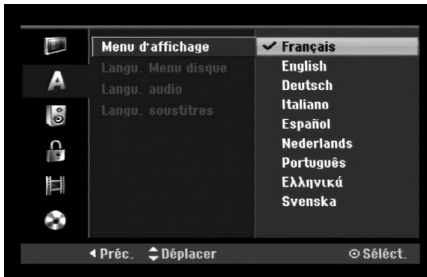 Menu d'affichage
Langu. Menu disque
Langu. audio
Langu. soustitres
✔ Français
English
Deutsch
Italiano
Español
Nederlands
Português
Ελληνικά
Svenska
Préc. Déplacer Séléct.